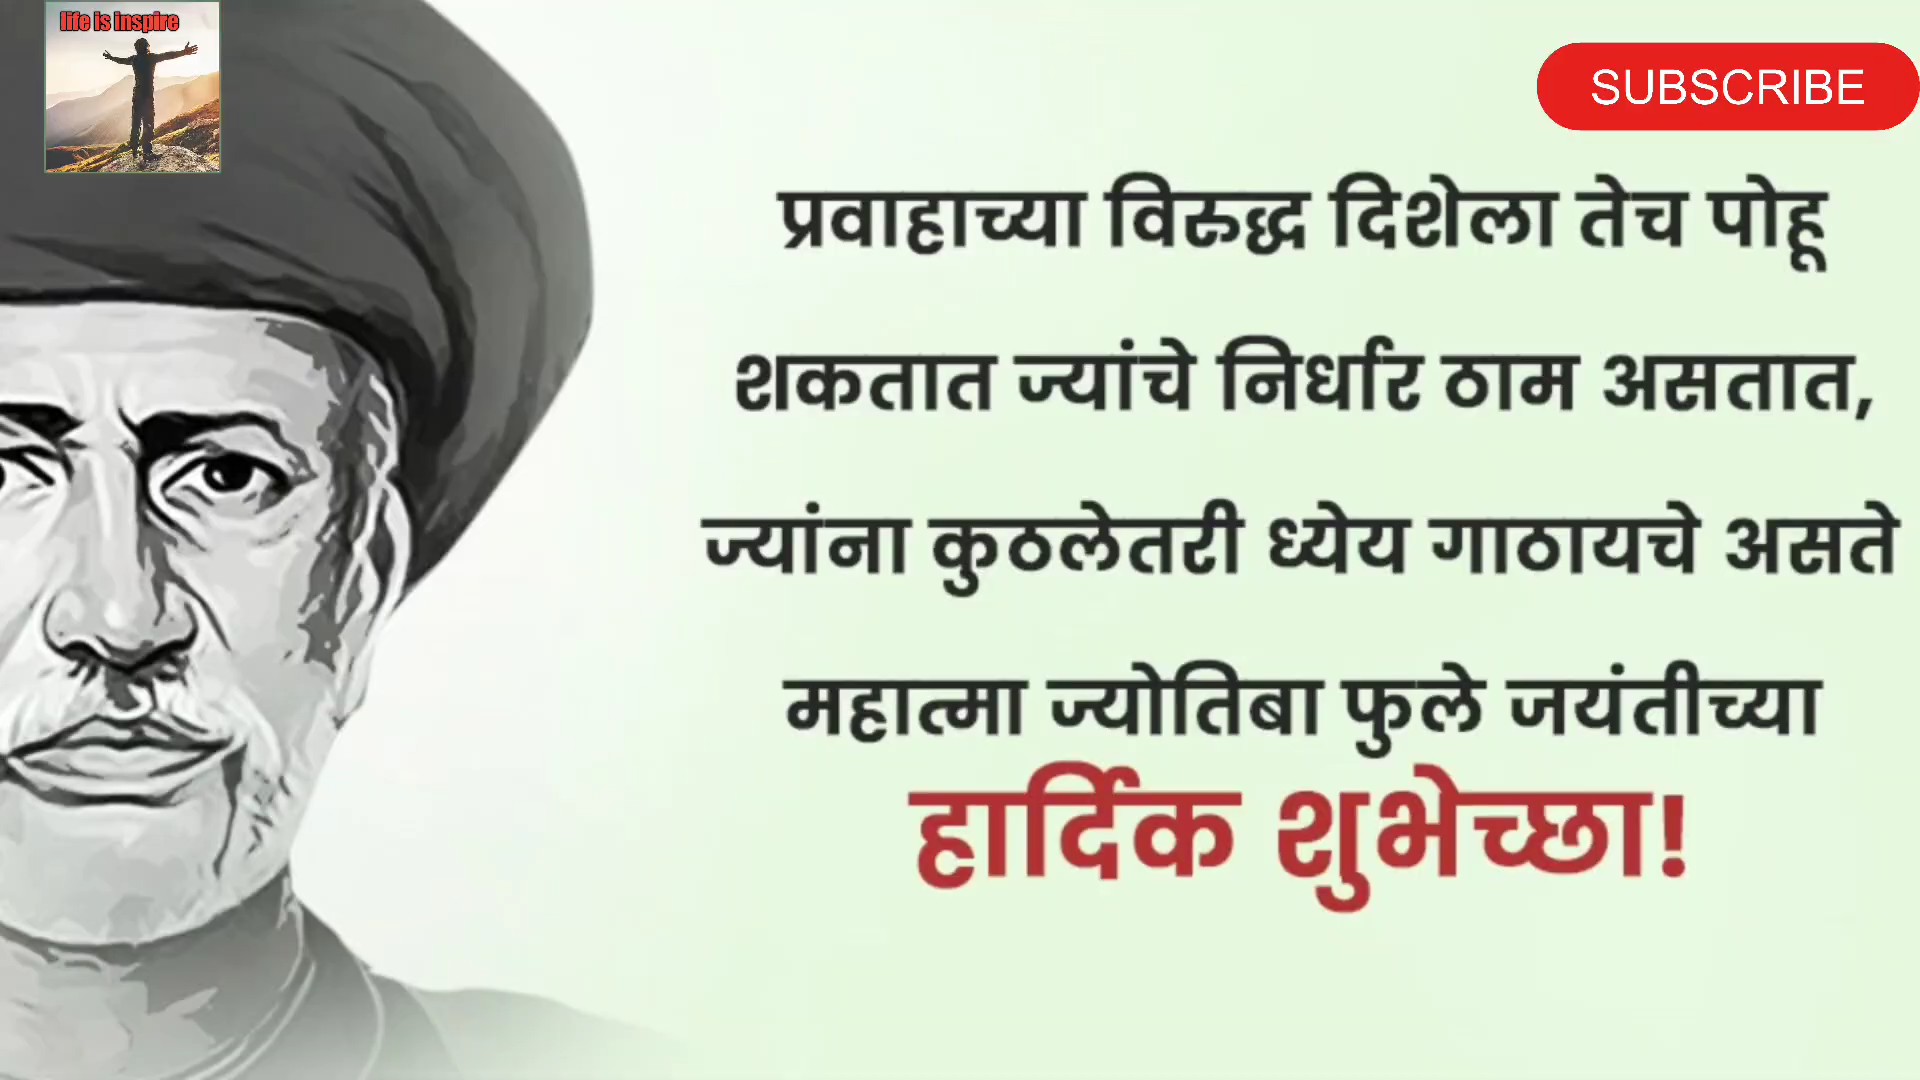 life is inspire
SUBSCRIBE
प्रवाहाच्या विरुद्ध दिशेला तेच पोहू
शकतात ज्यांचे निर्धार ठाम असतात,
ज्यांना कुठलेतरी ध्येय गाठायचे असते
महात्मा ज्योतिबा फुले जयंतीच्या
हार्दिक शुभेच्छा!